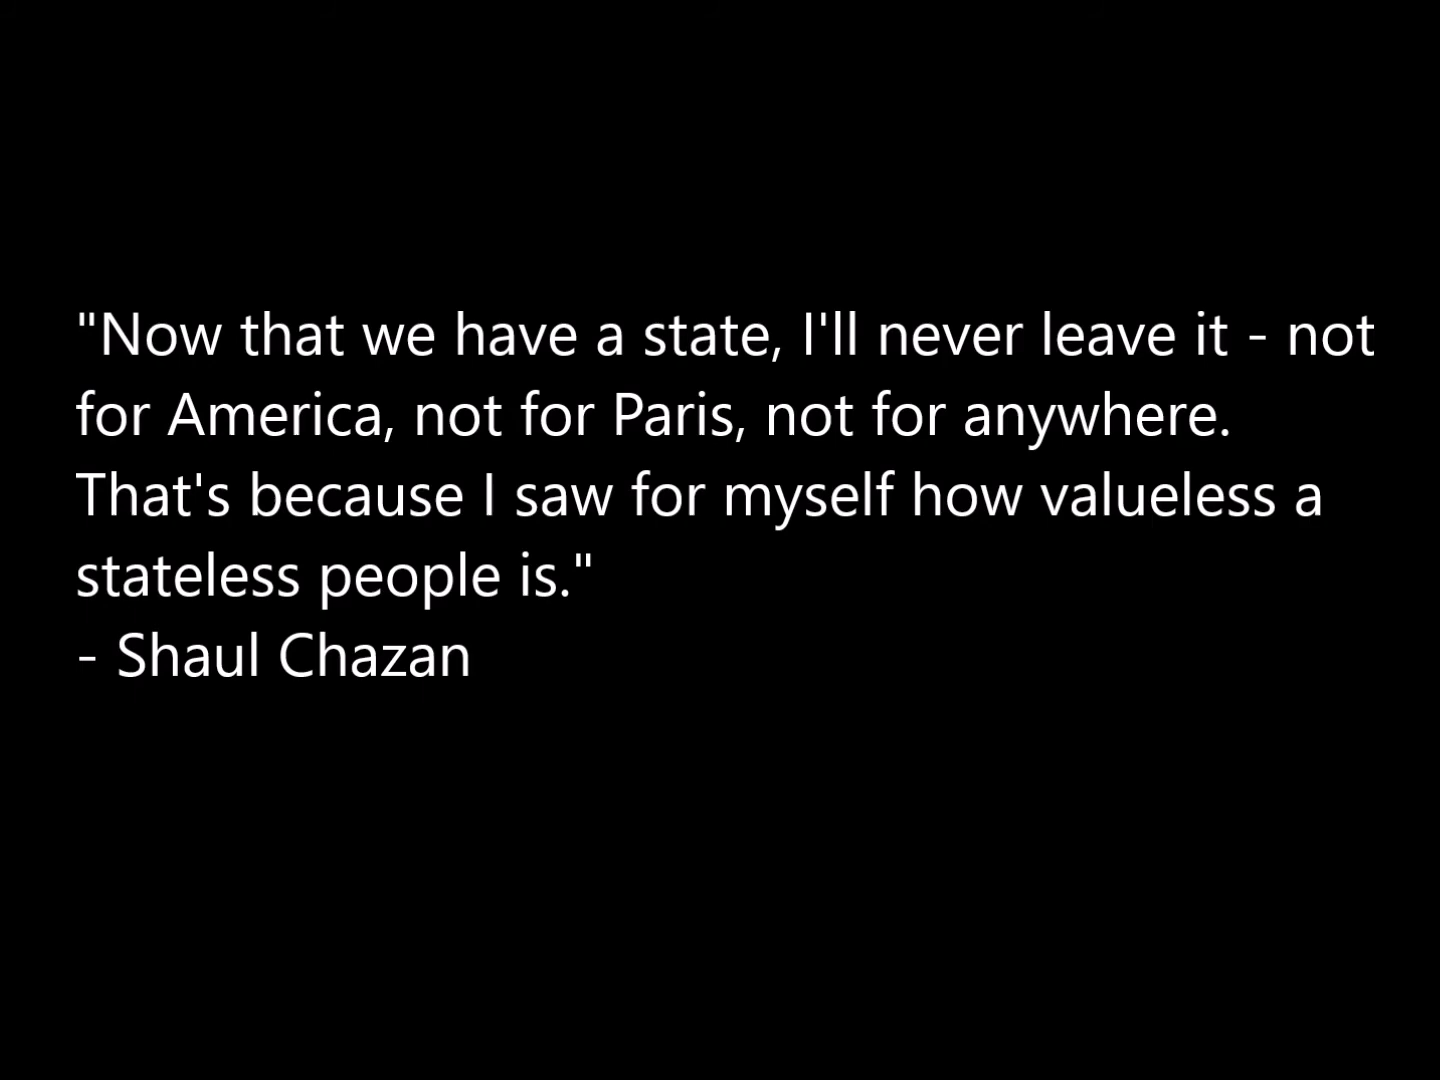 "Now that we have a state, I'll never leave it - not
for America, not for Paris, not for anywhere.
That's because I saw for myself how valueless a
stateless people is."
- Shaul Chazan